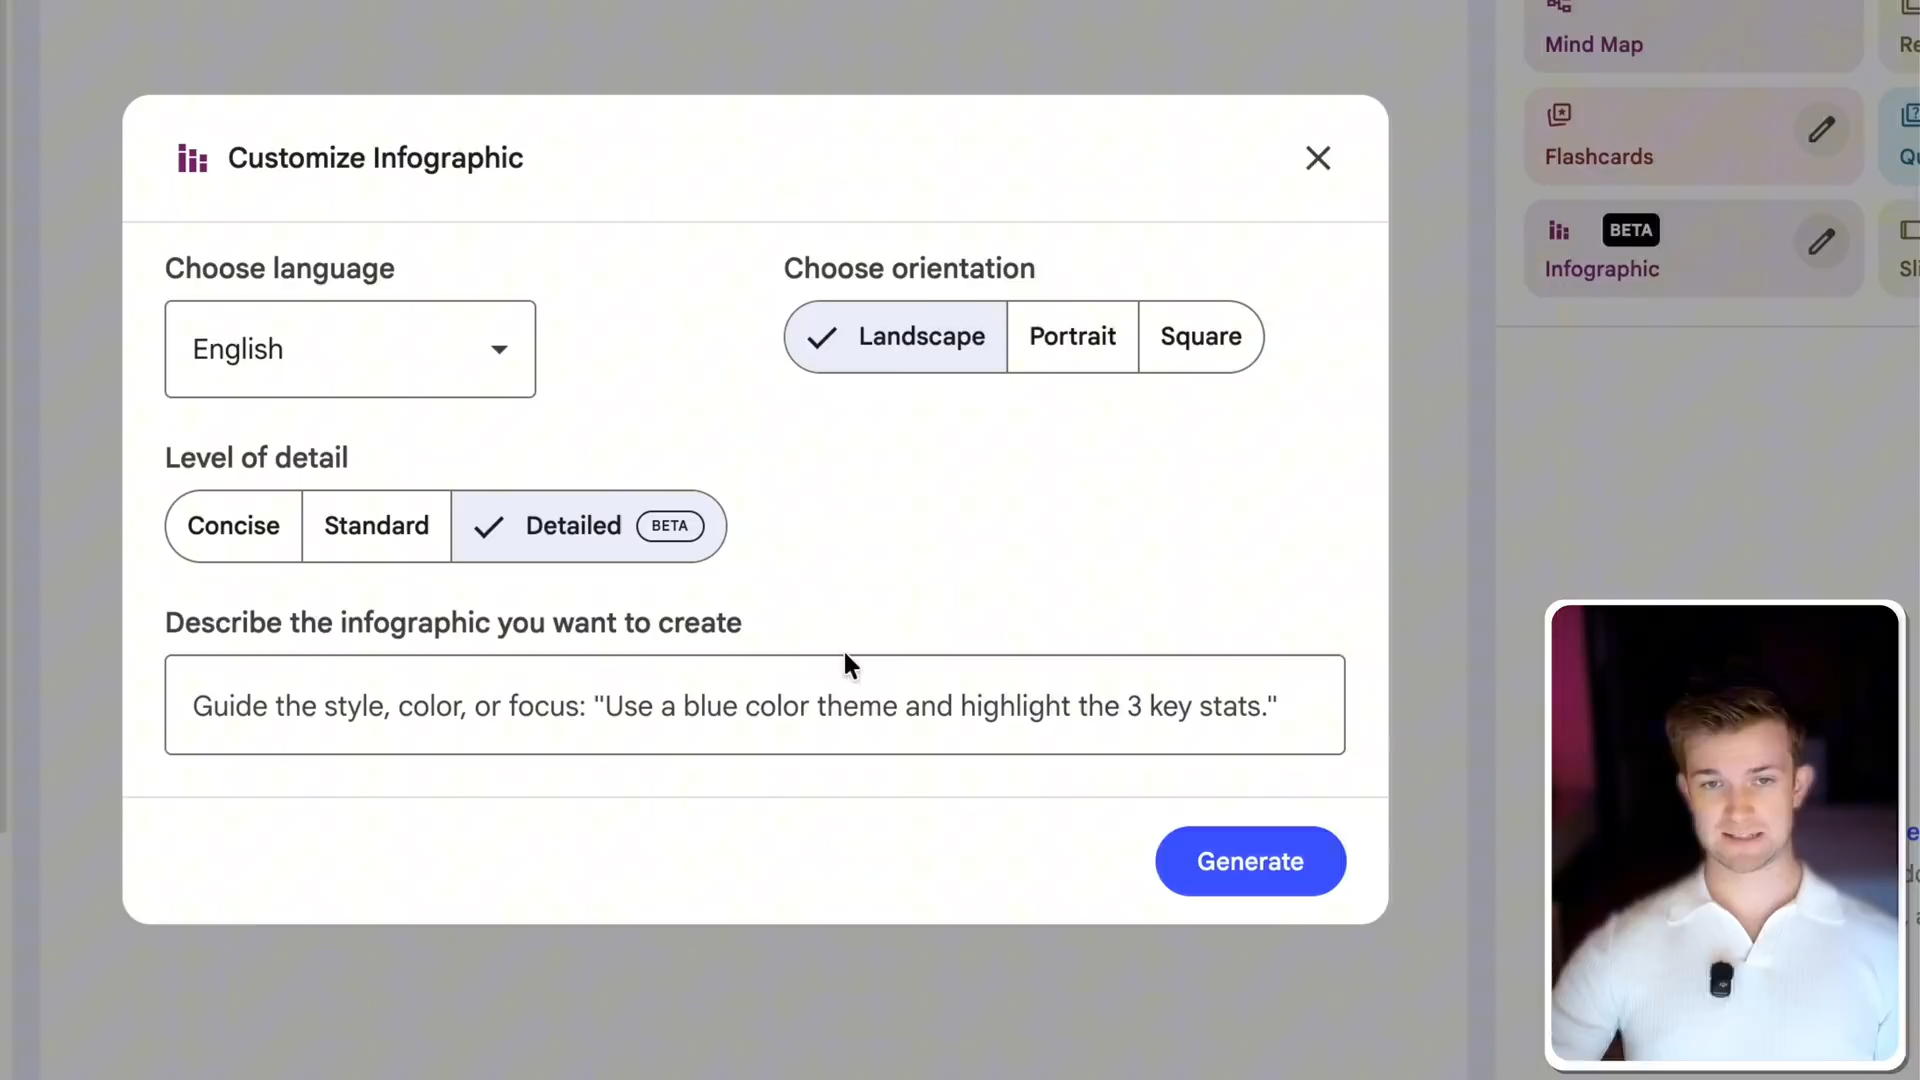 Mind Map
Customize Infographic
Flashcards
BETA
Infographic
Choose language
Choose orientation
English
Landscape
Portrait
Square
Level of detail
Concise
Standard
Detailed
BETA
Describe the infographic you want to create
Guide the style, color, or focus: "Use a blue color theme and highlight the 3 key stats."
Generate